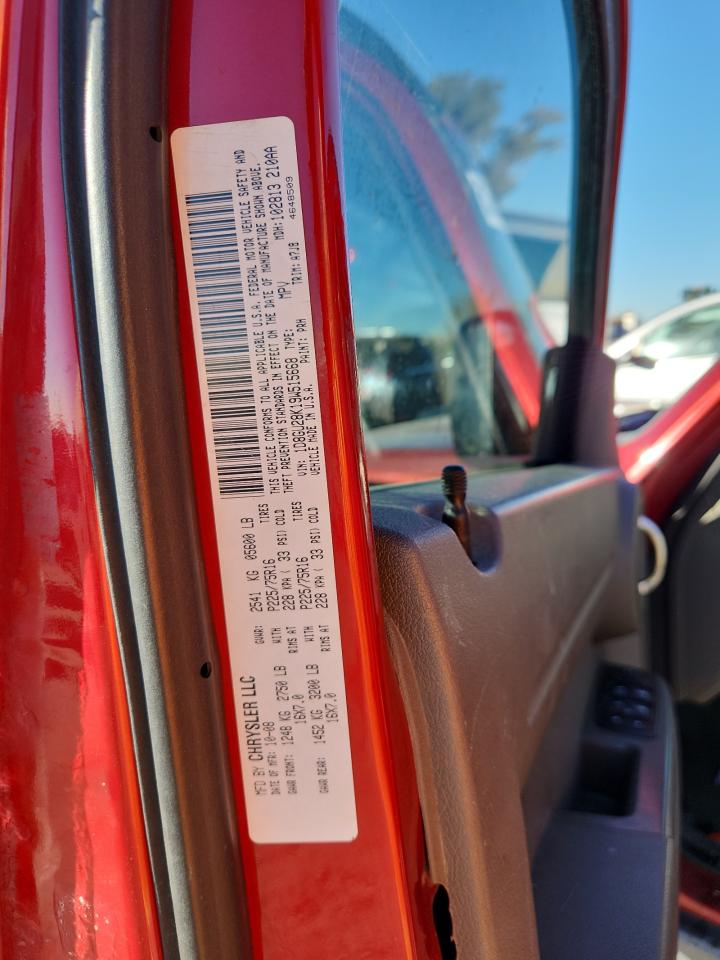 MFD BY CHRYSLER LLC
DATE OF MFR: 10-08
GVWR: 2541 KG 05600 LB
GAWR FRONT: 1248 KG 2750 LB
WITH P225/75R16 TIRES
16X7.0 RIMS AT 228 KPA ( 33 PSI) COLD
GAWR REAR: 1452 KG 3200 LB
WITH P225/75R16 TIRES
16X7.0 RIMS AT 228 KPA ( 33 PSI) COLD
THIS VEHICLE CONFORMS TO ALL APPLICABLE U.S.A. FEDERAL MOTOR VEHICLE SAFETY AND
THEFT PREVENTION STANDARDS IN EFFECT ON THE DATE OF MANUFACTURE SHOWN ABOVE.
VIN: 1D8GU28K19W515668 TYPE: MPV MDH:102813 210AA
VEHICLE MADE IN U.S.A. PAINT: PRH TRIM: A7J8 4648509